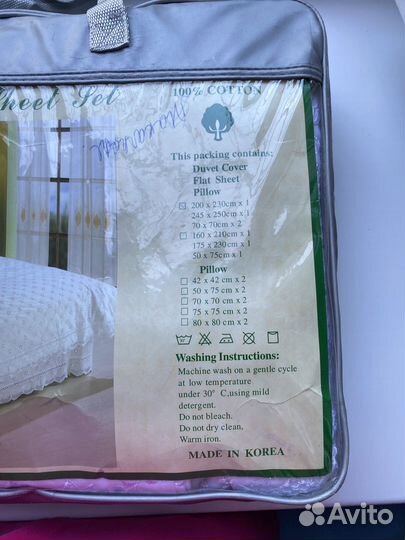 Sheet Set
100% COTTON
This packing contains:
Duvet Cover
Flat Sheet
Pillow
200 x 230cm x 1
245 x 250cm x 1
70 x 70cm x 2
160 x 210cm x 1
175 x 230cm x 1
50 x 75cm x 1
Pillow
42 x 42 cm x 2
50 x 75 cm x 2
70 x 70 cm x 2
75 x 75 cm x 2
80 x 80 cm x 2
Washing Instructions:
Machine wash on a gentle cycle
at low temperature
under 30° C,using mild
detergent.
Do not bleach.
Do not dry clean,
Warm iron.
MADE IN KOREA
Avito